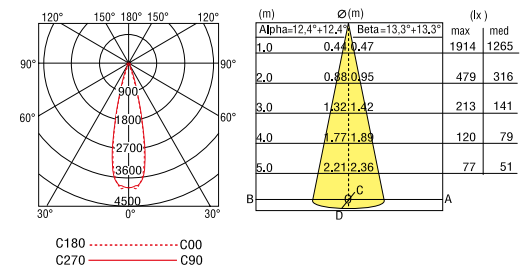 150° 120° 120° 150°
90° 90°
60° 60°
900
1800
2700
3600
4500
30° 0° 30°
C180 C00
C270 C90
(m) Ø(m) (lx)
max med
Alpha=12,4°+12.4° Beta=13,3°+13.3°
1.0 0.44 0.47 1914 1265
2.0 0.88 0.95 479 316
3.0 1.32 1.42 213 141
4.0 1.77 1.89 120 79
5.0 2.21 2.36 77 51
C
B A
D